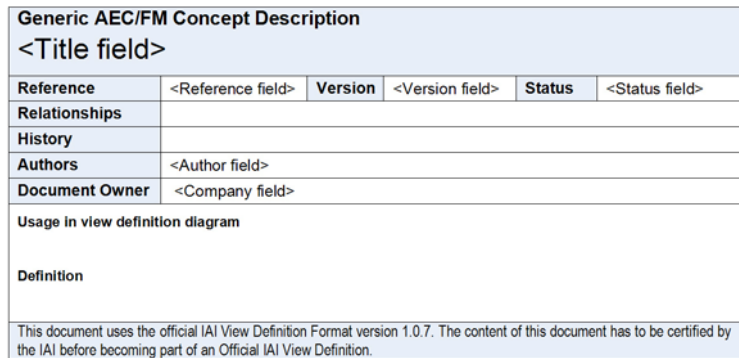 Generic AEC/FM Concept Description
<Title field>
Reference <Reference field> Version <Version field> Status <Status field>
Relationships
History
Authors <Author field>
Document Owner <Company field>
Usage in view definition diagram
Definition
This document uses the official IAI View Definition Format version 1.0.7. The content of this document has to be certified by
the IAI before becoming part of an Official IAI View Definition.